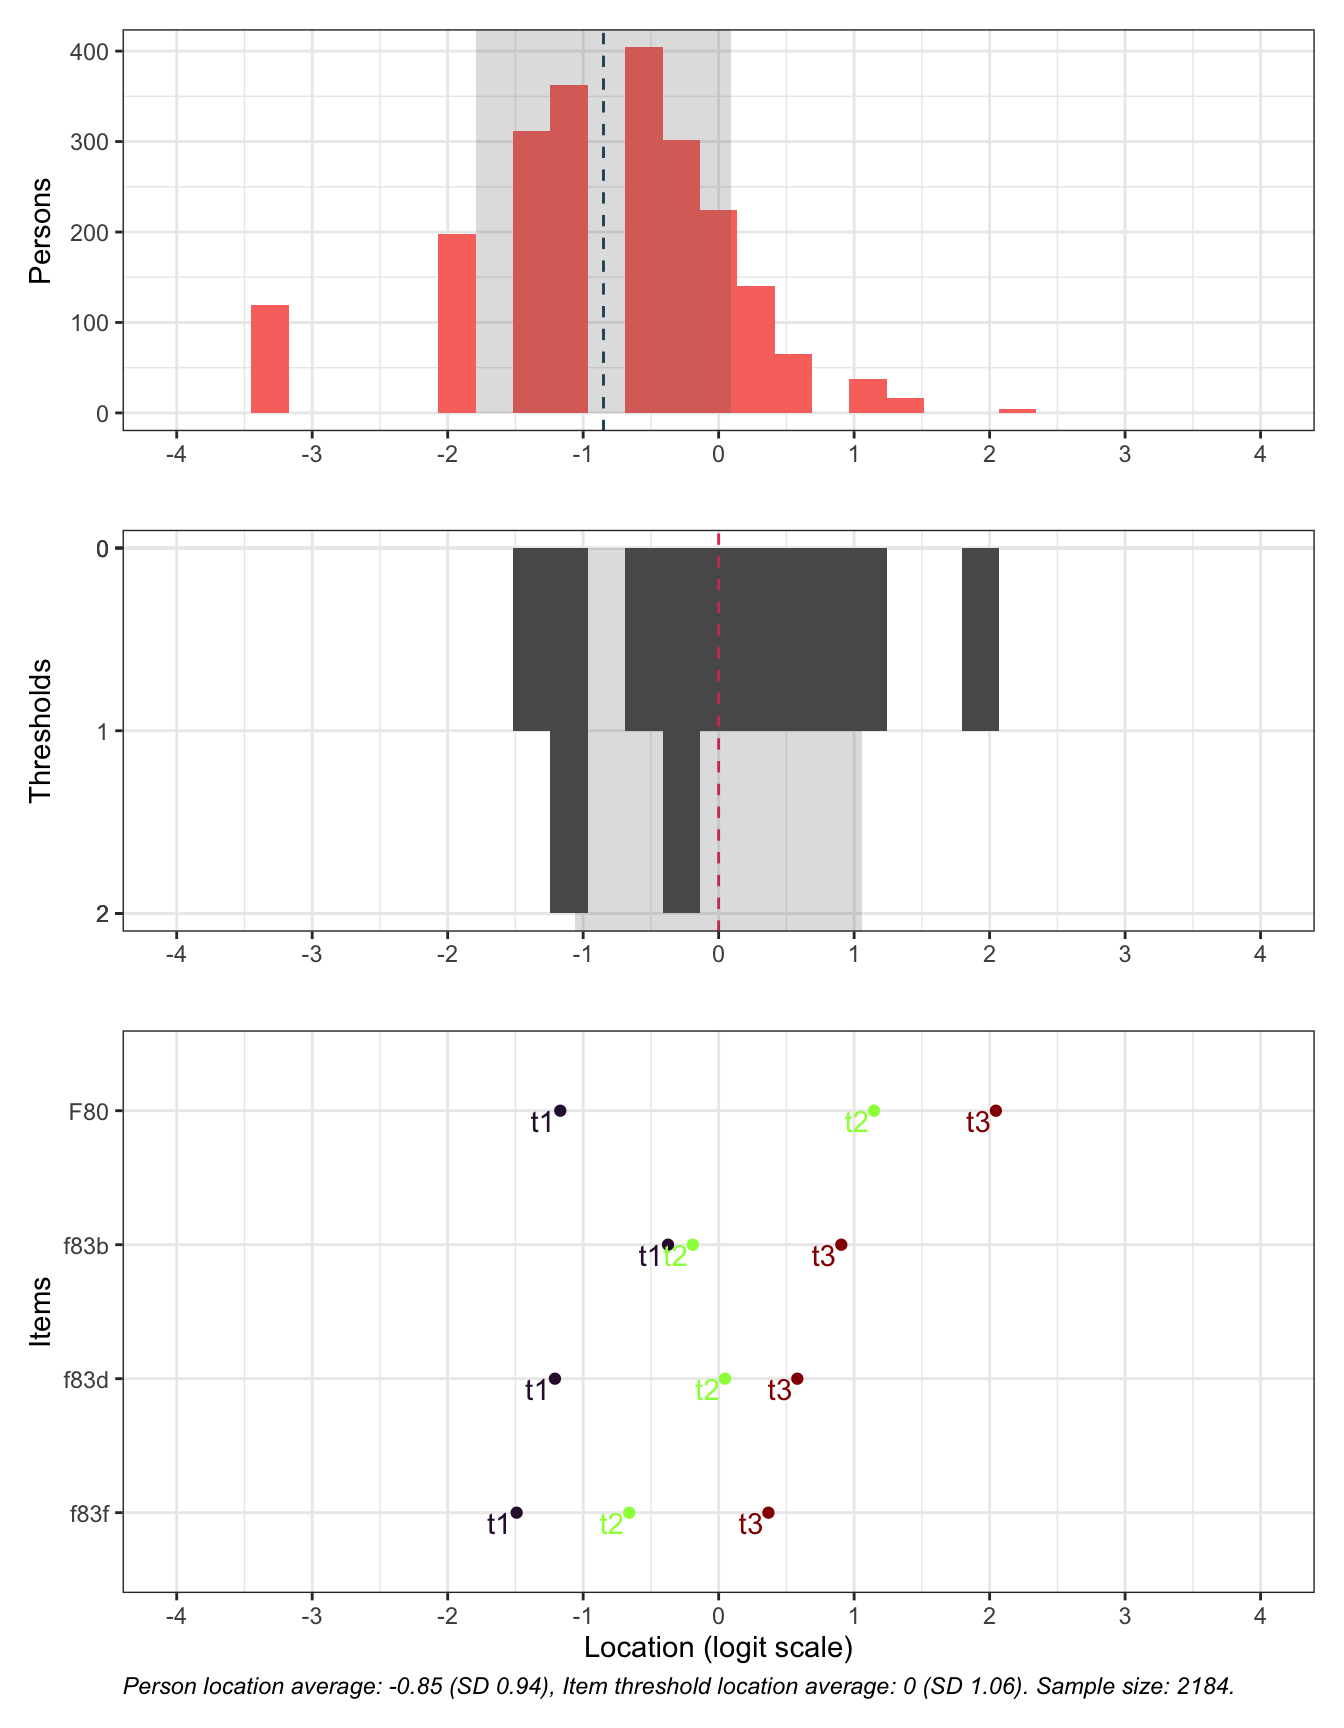 Persons
400
300
200
100
0
-4 -3 -2 -1 0 1 2 3 4
Thresholds
0
1
2
-4 -3 -2 -1 0 1 2 3 4
Items
F80
t1 t2 t3
f83b
t1 t2 t3
f83d
t1 t2 t3
f83f
t1 t2 t3
-4 -3 -2 -1 0 1 2 3 4
Location (logit scale)
Person location average: -0.85 (SD 0.94), Item threshold location average: 0 (SD 1.06). Sample size: 2184.